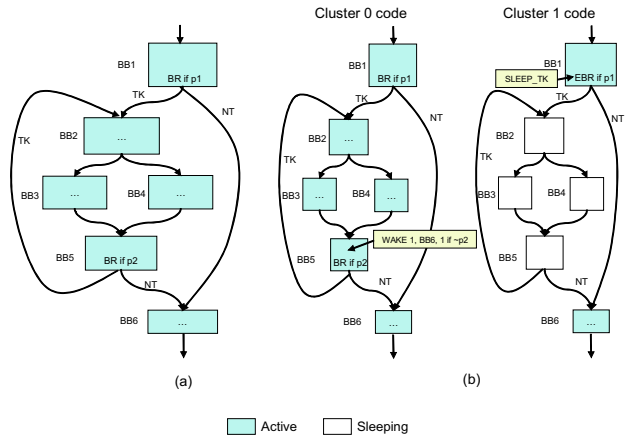 Cluster 0 code
Cluster 1 code
BB1
BR if p1
TK
NT
BB2
...
TK
BB3
...
BB4
...
BB5
BR if p2
NT
BB6
...
(a)
BB1
BR if p1
TK
NT
BB2
...
TK
BB3
...
BB4
...
WAKE 1, BB6, 1 if ~p2
BB5
BR if p2
NT
BB6
...
BB1
SLEEP_TK
EBR if p1
TK
NT
BB2
TK
BB3
BB4
BB5
NT
BB6
...
(b)
Active
Sleeping